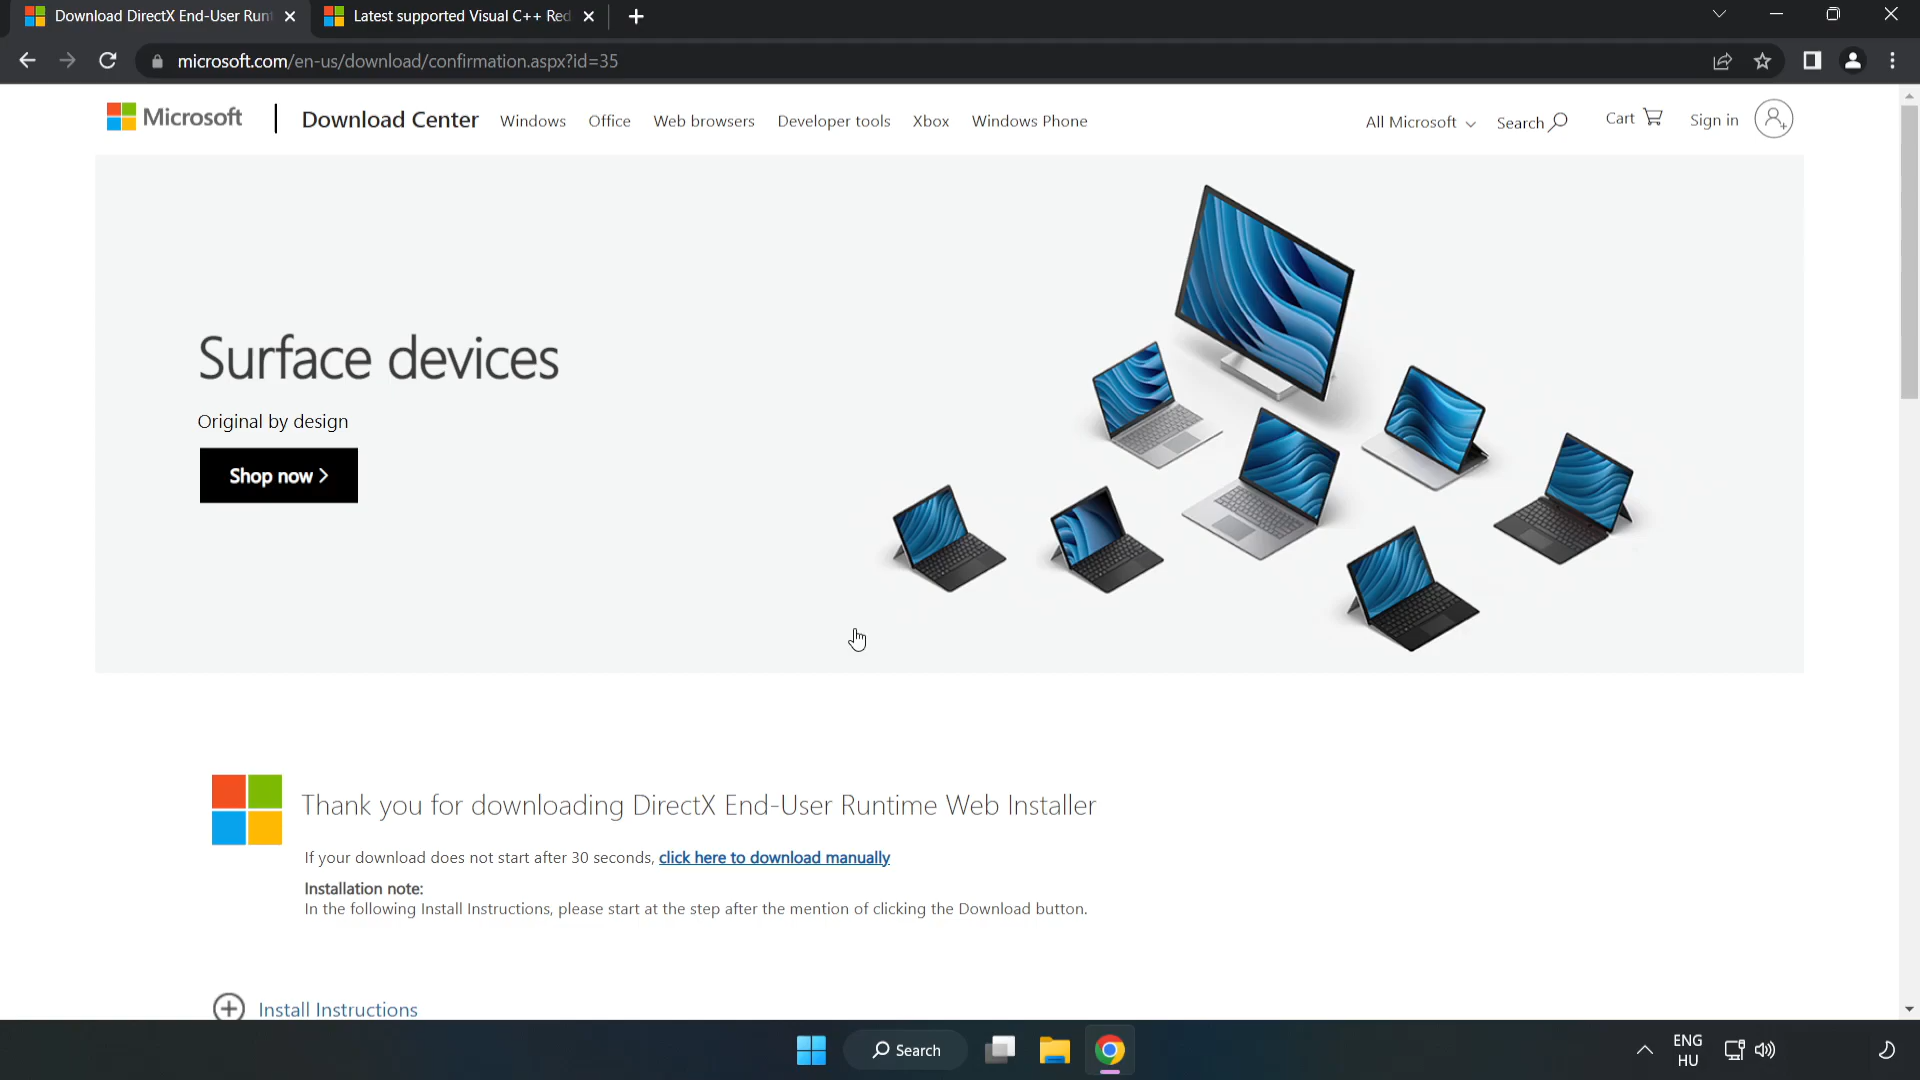 Download DirectX End-User Runt
Latest supported Visual C++ Red
microsoft.com/en-us/download/confirmation.aspx?id=35
Microsoft
Download Center
Windows
Office
Web browsers
Developer tools
Xbox
Windows Phone
All Microsoft
Search
Cart
Sign in
Surface devices
Original by design
Shop now
Thank you for downloading DirectX End-User Runtime Web Installer
If your download does not start after 30 seconds, click here to download manually
Installation note:
In the following Install Instructions, please start at the step after the mention of clicking the Download button.
Install Instructions
Search
ENG
HU